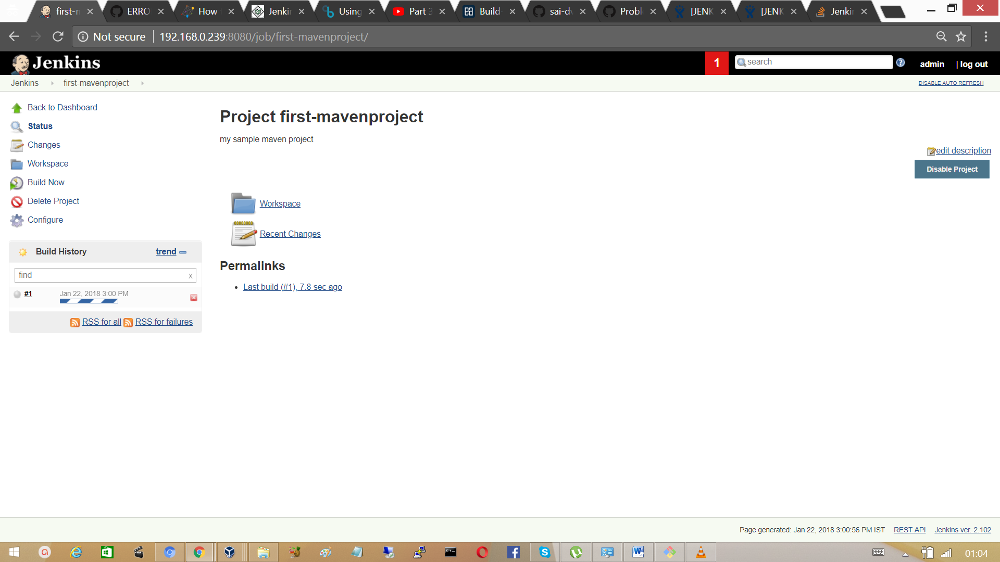 first-n
ERRO
How
Jenkin
Using
Part 3
Build
sai-dv
Probl
[JENK
[JENK
Jenkin
Not secure 192.168.0.239:8080/job/first-mavenproject/
Jenkins
1
search
admin
| log out
Jenkins
first-mavenproject
DISABLE AUTO REFRESH
Back to Dashboard
Status
Changes
Workspace
Build Now
Delete Project
Configure
Build History
trend
find
x
#1
Jan 22, 2018 3:00 PM
RSS for all
RSS for failures
Project first-mavenproject
my sample maven project
edit description
Disable Project
Workspace
Recent Changes
Permalinks
Last build (#1), 7.8 sec ago
Page generated: Jan 22, 2018 3:00:56 PM IST
REST API
Jenkins ver. 2.102
01:04